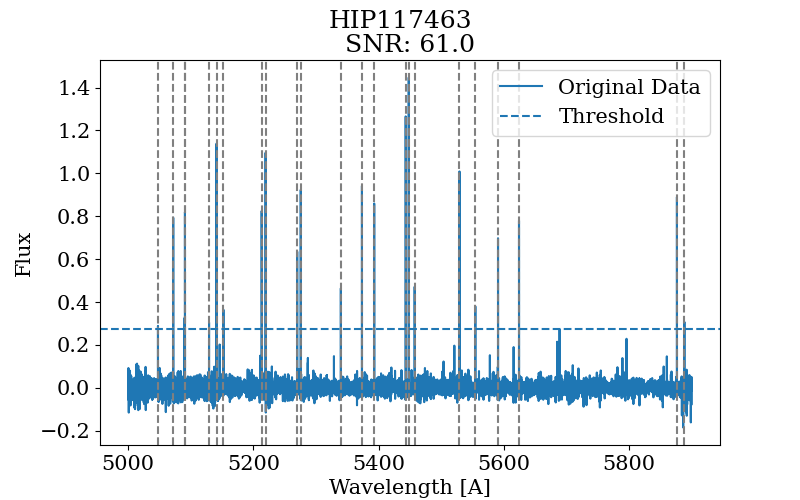 HIP117463
SNR: 61.0
Original Data
Threshold
Flux
1.4
1.2
1.0
0.8
0.6
0.4
0.2
0.0
−0.2
5000 5200 5400 5600 5800
Wavelength [A]